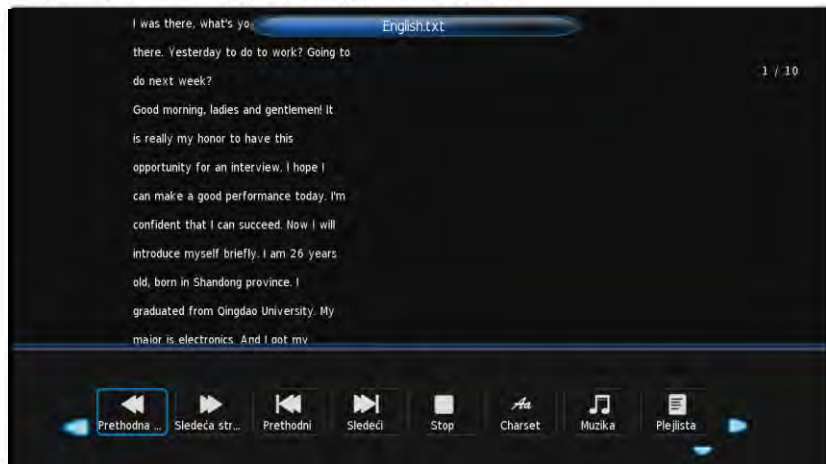 English.txt
I was there, what's yo
there. Yesterday to do to work? Going to
do next week?
1 / 10
Good morning, ladies and gentlemen! It
is really my honor to have this
opportunity for an interview. I hope I
can make a good performance today. I'm
confident that I can succeed. Now I will
introduce myself briefly. I am 26 years
old, born in Shandong province. I
graduated from Qingdao University. My
major is electronics. And I got my
Prethodna ...
Sledeća str...
Prethodni
Sledeći
Stop
Aa
Charset
Muzika
Plejlista